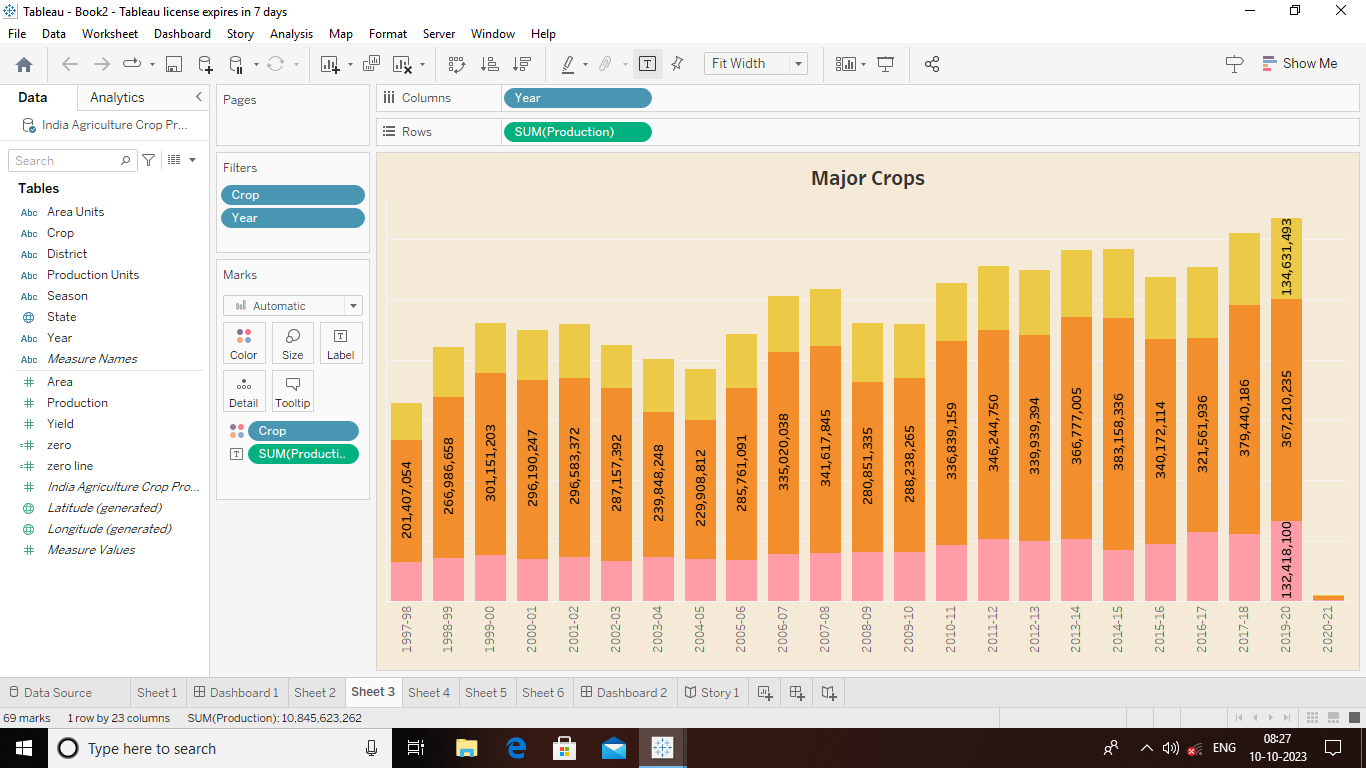 Tableau - Book2 - Tableau license expires in 7 days
File Data Worksheet Dashboard Story Analysis Map Format Server Window Help
Fit Width
Show Me
Data Analytics
India Agriculture Crop Pr...
Search
Tables
Abc Area Units
Abc Crop
Abc District
Abc Production Units
Abc Season
State
Abc Year
Abc Measure Names
# Area
# Production
# Yield
=# zero
=# zero line
# India Agriculture Crop Pro...
Latitude (generated)
Longitude (generated)
# Measure Values
Pages
Filters
Crop
Year
Marks
Automatic
Color Size Label
Detail Tooltip
Crop
SUM(Producti..
Columns Year
Rows SUM(Production)
Major Crops
201,407,054
266,986,658
301,151,203
296,190,247
296,583,372
287,157,392
239,848,248
229,908,812
285,761,091
335,020,038
341,617,845
280,851,335
288,238,265
336,839,159
346,244,750
339,939,394
366,777,005
383,158,336
340,172,114
321,561,936
379,440,186
134,631,493
367,210,235
132,418,100
1997-98
1998-99
1999-00
2000-01
2001-02
2002-03
2003-04
2004-05
2005-06
2006-07
2007-08
2008-09
2009-10
2010-11
2011-12
2012-13
2013-14
2014-15
2015-16
2016-17
2017-18
2019-20
2020-21
Data Source Sheet 1 Dashboard 1 Sheet 2 Sheet 3 Sheet 4 Sheet 5 Sheet 6 Dashboard 2 Story 1
69 marks 1 row by 23 columns SUM(Production): 10,845,623,262
Type here to search
ENG
08:27
10-10-2023